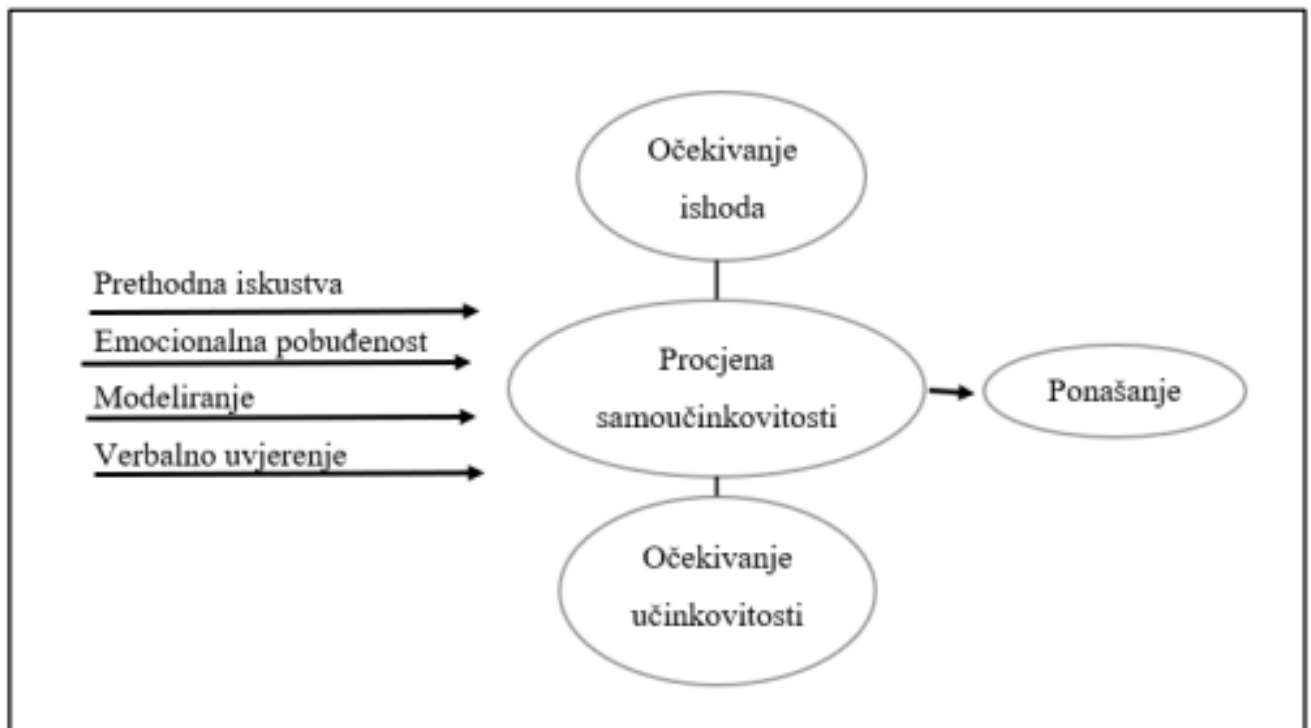 Očekivanje
ishoda
Prethodna iskustva
Emocionalna pobuđenost
Modeliranje
Verbalno uvjerenje
Procjena
samoučinkovitosti
Ponašanje
Očekivanje
učinkovitosti